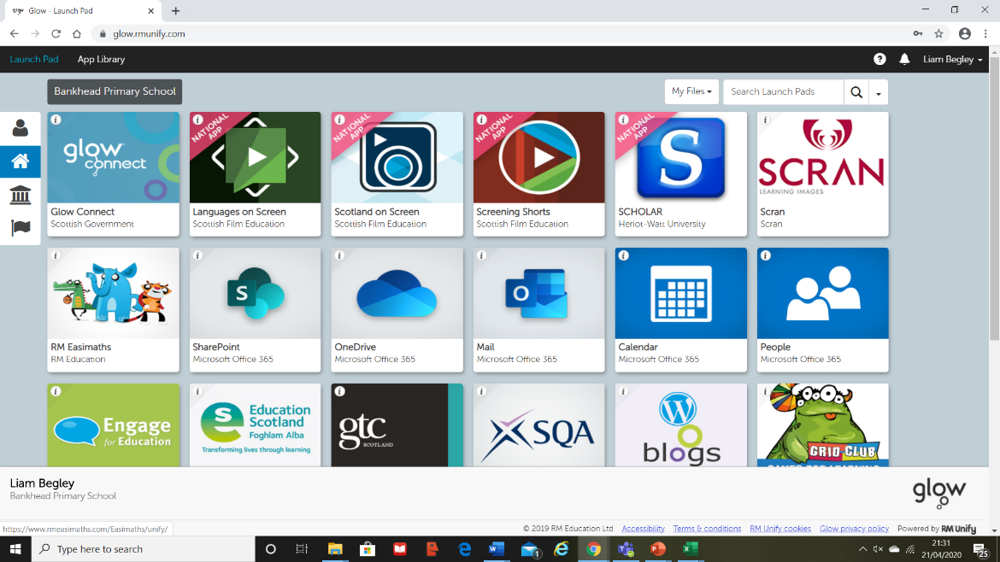 Glow - Launch Pad
glow.rmunify.com
Launch Pad App Library
Liam Begley
Bankhead Primary School
My Files
Search Launch Pads
glow connect
NATIONAL APP
NATIONAL APP
NATIONAL APP
NATIONAL APP
S
SCRAN
LEARNING IMAGES
Glow Connect
Scottish Government
Languages on Screen
Scottish Film Education
Scotland on Screen
Scottish Film Education
Screening Shorts
Scottish Film Education
SCHOLAR
Heriot-Watt University
Scran
Scran
S
O
RM Easimaths
RM Education
SharePoint
Microsoft Office 365
OneDrive
Microsoft Office 365
Mail
Microsoft Office 365
Calendar
Microsoft Office 365
People
Microsoft Office 365
Engage
for Education
Education
Scotland
Foghlam Alba
Transforming lives through learning
gtc
SCOTLAND
SQA
blogs
GRID CLUB
GAMES FOR LEARNING
Liam Begley
Bankhead Primary School
glow
https://www.rmeasimaths.com/Easimaths/unify/
© 2019 RM Education Ltd Accessibility Terms & conditions RM Unify cookies Glow privacy policy Powered by RM Unify
Type here to search
1
21:31
21/04/2020
25